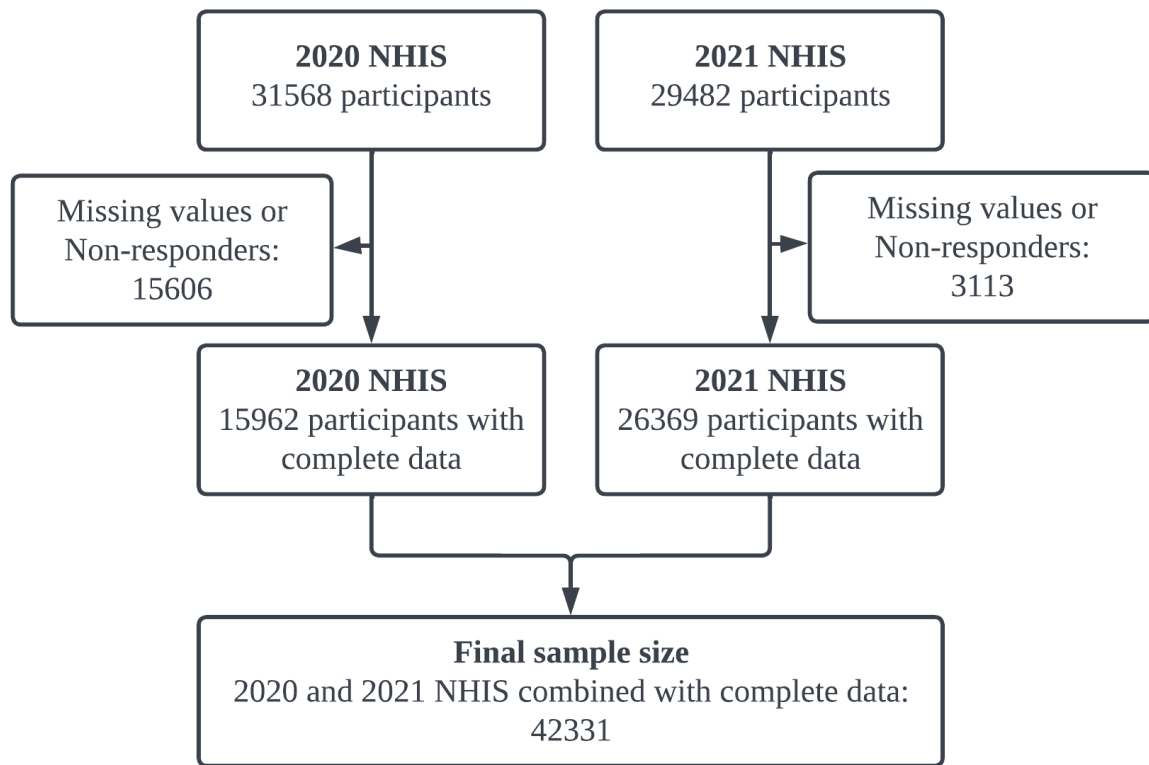 2020 NHIS
31568 participants
2021 NHIS
29482 participants
Missing values or
Non-responders:
15606
Missing values or
Non-responders:
3113
2020 NHIS
15962 participants with
complete data
2021 NHIS
26369 participants with
complete data
Final sample size
2020 and 2021 NHIS combined with complete data:
42331